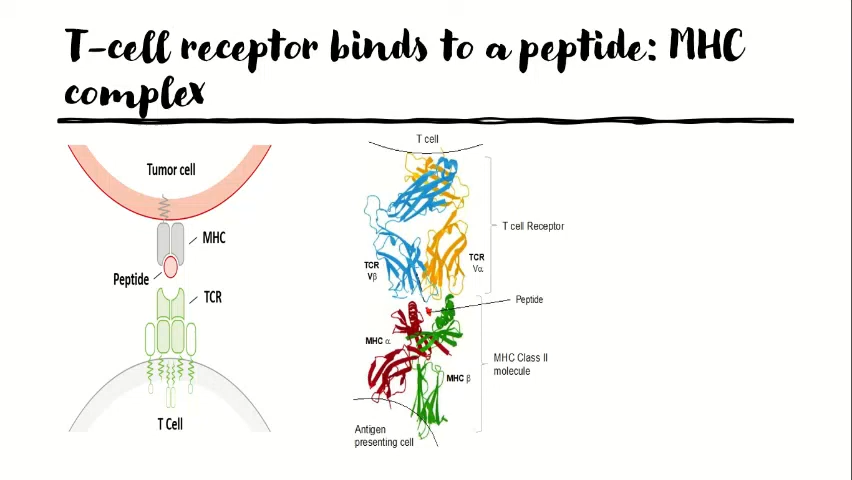 T-cell receptor binds to a peptide: MHC
complex
Tumor cell
MHC
Peptide
TCR
T Cell
T cell
T cell Receptor
TCR
Vβ
TCR
Vα
Peptide
MHC α
MHC Class II
molecule
MHC β
Antigen
presenting cell